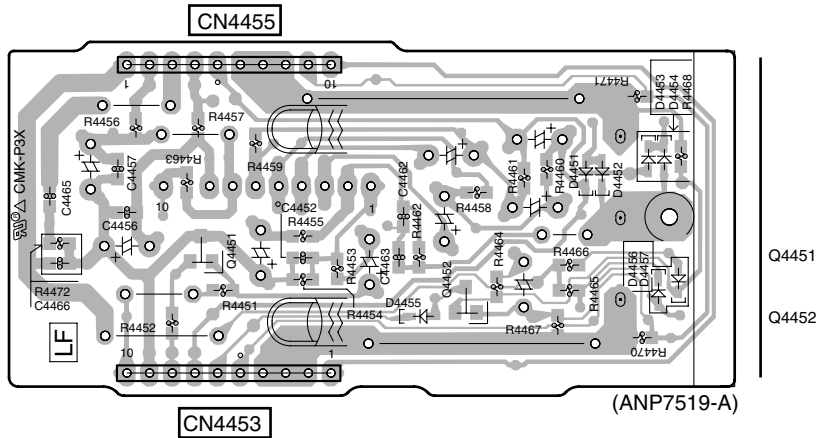 CN4455
1
10
R4471
D4453
D4454
R4468
R4456
R4457
CMK-P3X
C4457
R4463
R4459
C4465
C4462
R4461
R4460
D4451
D4452
10
C4452
1
C4456
R4455
R4462
R4458
Q4451
R4453
C4463
R4464
R4466
D4456
D4457
Q4451
R4472
C4466
R4451
R4454
Q4452
D4455
R4465
Q4452
R4452
R4467
R4470
LF
10
1
(ANP7519-A)
CN4453